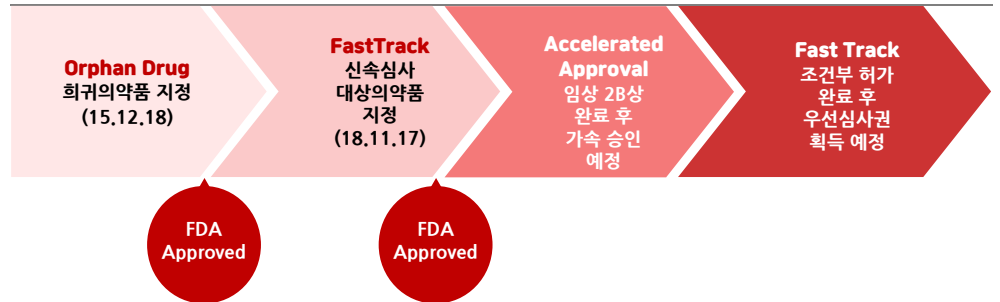 Orphan Drug
희귀의약품 지정
(15.12.18)
FastTrack
신속심사
대상의약품
지정
(18.11.17)
Accelerated
Approval
임상 2B상
완료 후
가속 승인
예정
Fast Track
조건부 허가
완료 후
우선심사권
획득 예정
FDA
Approved
FDA
Approved